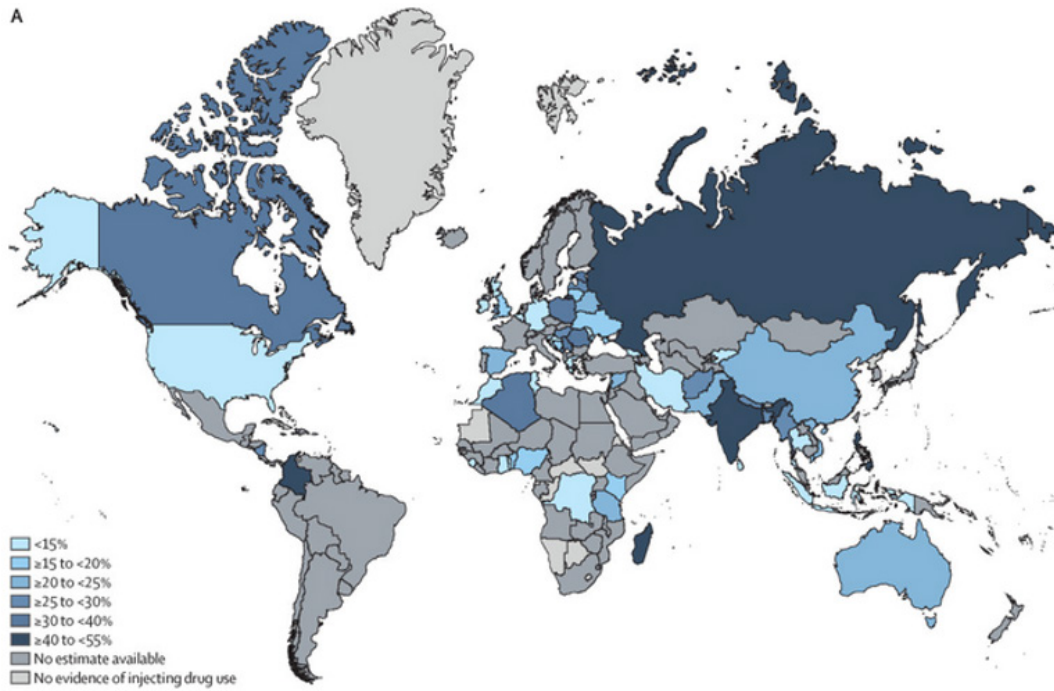 A
<15%
≥15 to <20%
≥20 to <25%
≥25 to <30%
≥30 to <40%
≥40 to <55%
No estimate available
No evidence of injecting drug use